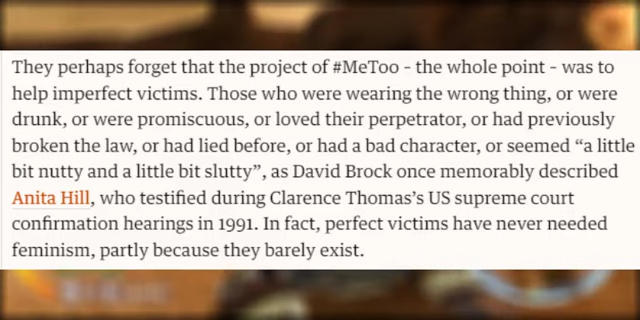 They perhaps forget that the project of #MeToo – the whole point – was to
help imperfect victims. Those who were wearing the wrong thing, or were
drunk, or were promiscuous, or loved their perpetrator, or had previously
broken the law, or had lied before, or had a bad character, or seemed “a little
bit nutty and a little bit slutty”, as David Brock once memorably described
Anita Hill, who testified during Clarence Thomas’s US supreme court
confirmation hearings in 1991. In fact, perfect victims have never needed
feminism, partly because they barely exist.